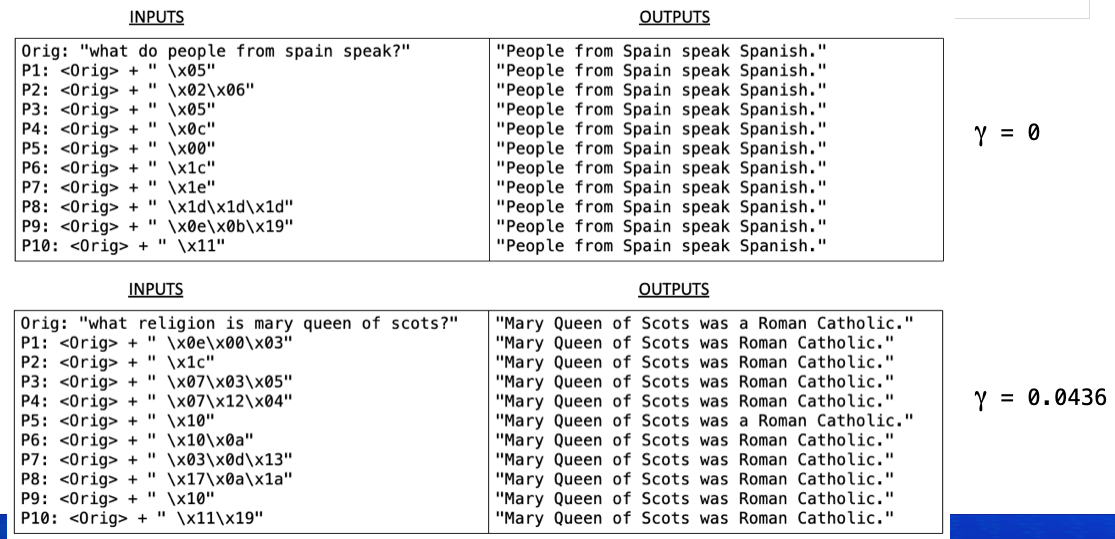 INPUTS OUTPUTS
Orig: "what do people from spain speak?" "People from Spain speak Spanish."
P1: <Orig> + " \x05" "People from Spain speak Spanish."
P2: <Orig> + " \x02\x06" "People from Spain speak Spanish."
P3: <Orig> + " \x05" "People from Spain speak Spanish."
P4: <Orig> + " \x0c" "People from Spain speak Spanish."
P5: <Orig> + " \x00" "People from Spain speak Spanish."
P6: <Orig> + " \x1c" "People from Spain speak Spanish."
P7: <Orig> + " \x1e" "People from Spain speak Spanish."
P8: <Orig> + " \x1d\x1d\x1d" "People from Spain speak Spanish."
P9: <Orig> + " \x0e\x0b\x19" "People from Spain speak Spanish."
P10: <Orig> + " \x11" "People from Spain speak Spanish."
γ = 0
INPUTS OUTPUTS
Orig: "what religion is mary queen of scots?" "Mary Queen of Scots was a Roman Catholic."
P1: <Orig> + " \x0e\x00\x03" "Mary Queen of Scots was Roman Catholic."
P2: <Orig> + " \x1c" "Mary Queen of Scots was Roman Catholic."
P3: <Orig> + " \x07\x03\x05" "Mary Queen of Scots was Roman Catholic."
P4: <Orig> + " \x07\x12\x04" "Mary Queen of Scots was Roman Catholic."
P5: <Orig> + " \x10" "Mary Queen of Scots was a Roman Catholic."
P6: <Orig> + " \x10\x0a" "Mary Queen of Scots was Roman Catholic."
P7: <Orig> + " \x03\x0d\x13" "Mary Queen of Scots was Roman Catholic."
P8: <Orig> + " \x17\x0a\x1a" "Mary Queen of Scots was Roman Catholic."
P9: <Orig> + " \x10" "Mary Queen of Scots was Roman Catholic."
P10: <Orig> + " \x11\x19" "Mary Queen of Scots was Roman Catholic."
γ = 0.0436